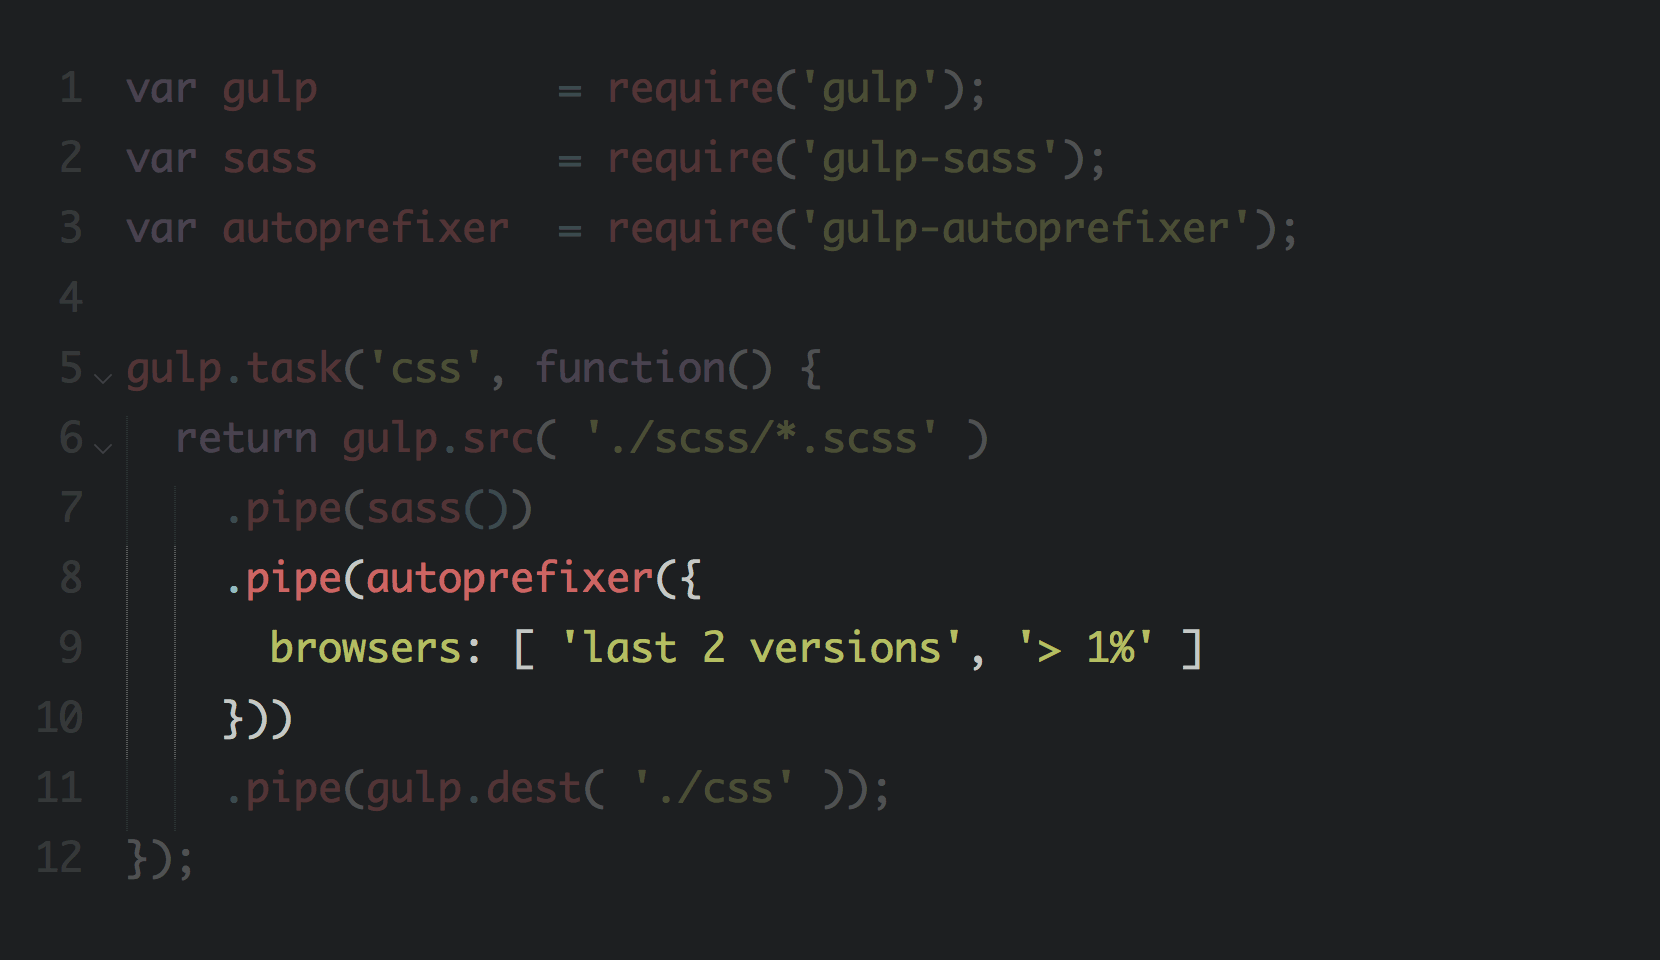 1 var gulp          = require('gulp');
2 var sass          = require('gulp-sass');
3 var autoprefixer  = require('gulp-autoprefixer');
4
5 gulp.task('css', function() {
6   return gulp.src( './scss/*.scss' )
7     .pipe(sass())
8     .pipe(autoprefixer({
9       browsers: [ 'last 2 versions', '> 1%' ]
10     }))
11     .pipe(gulp.dest( './css' ));
12 });